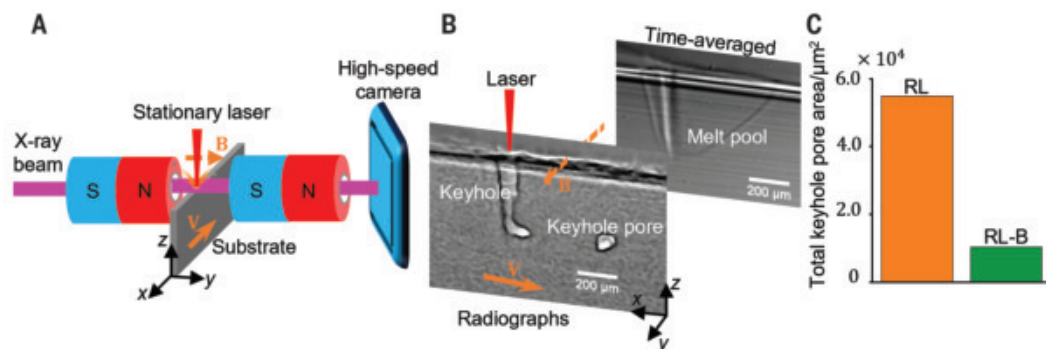 A
X-ray
beam
Stationary laser
B
High-speed
camera
S
N
S
N
V
Substrate
z
y
x
B
Laser
Time-averaged
Melt pool
200 µm
B
Keyhole
Keyhole pore
200 µm
V
Radiographs
z
x
y
C
Total keyhole pore area/µm²
× 10⁴
6.0
4.0
2.0
0
RL
RL-B